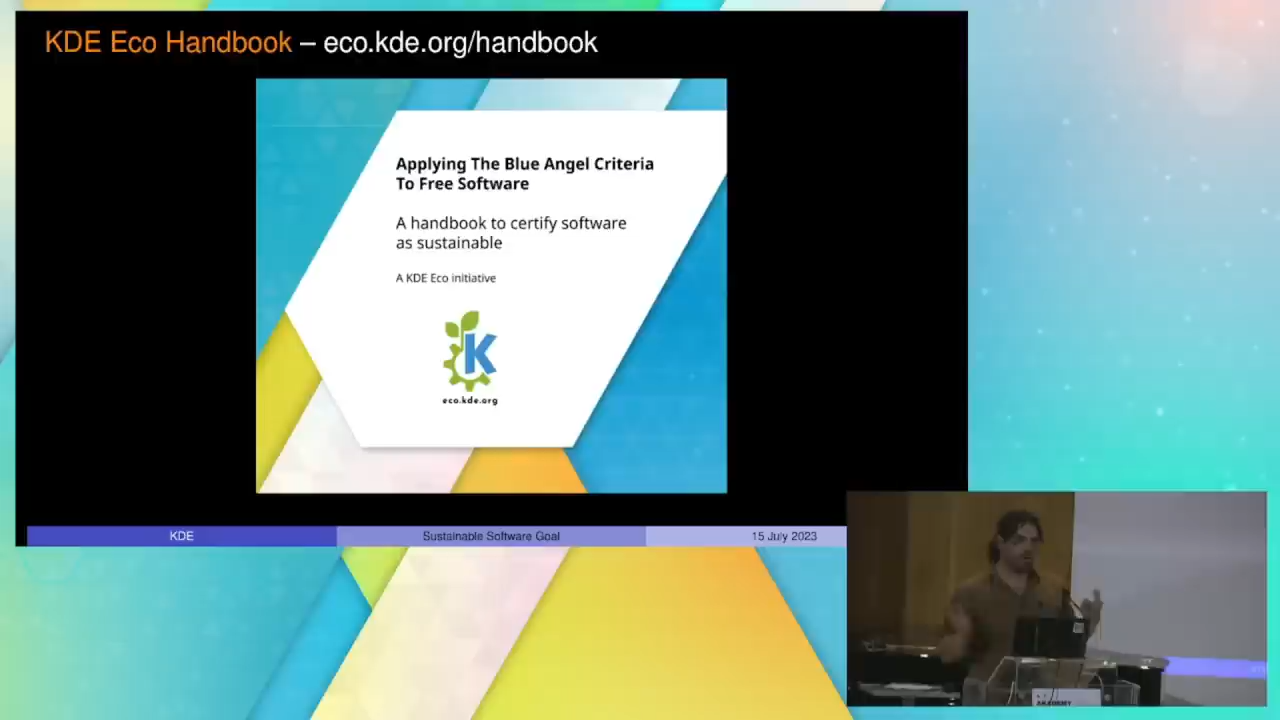 KDE Eco Handbook – eco.kde.org/handbook
Applying The Blue Angel Criteria
To Free Software
A handbook to certify software
as sustainable
A KDE Eco initiative
K
eco.kde.org
KDE
Sustainable Software Goal
15 July 2023
AKADEMY